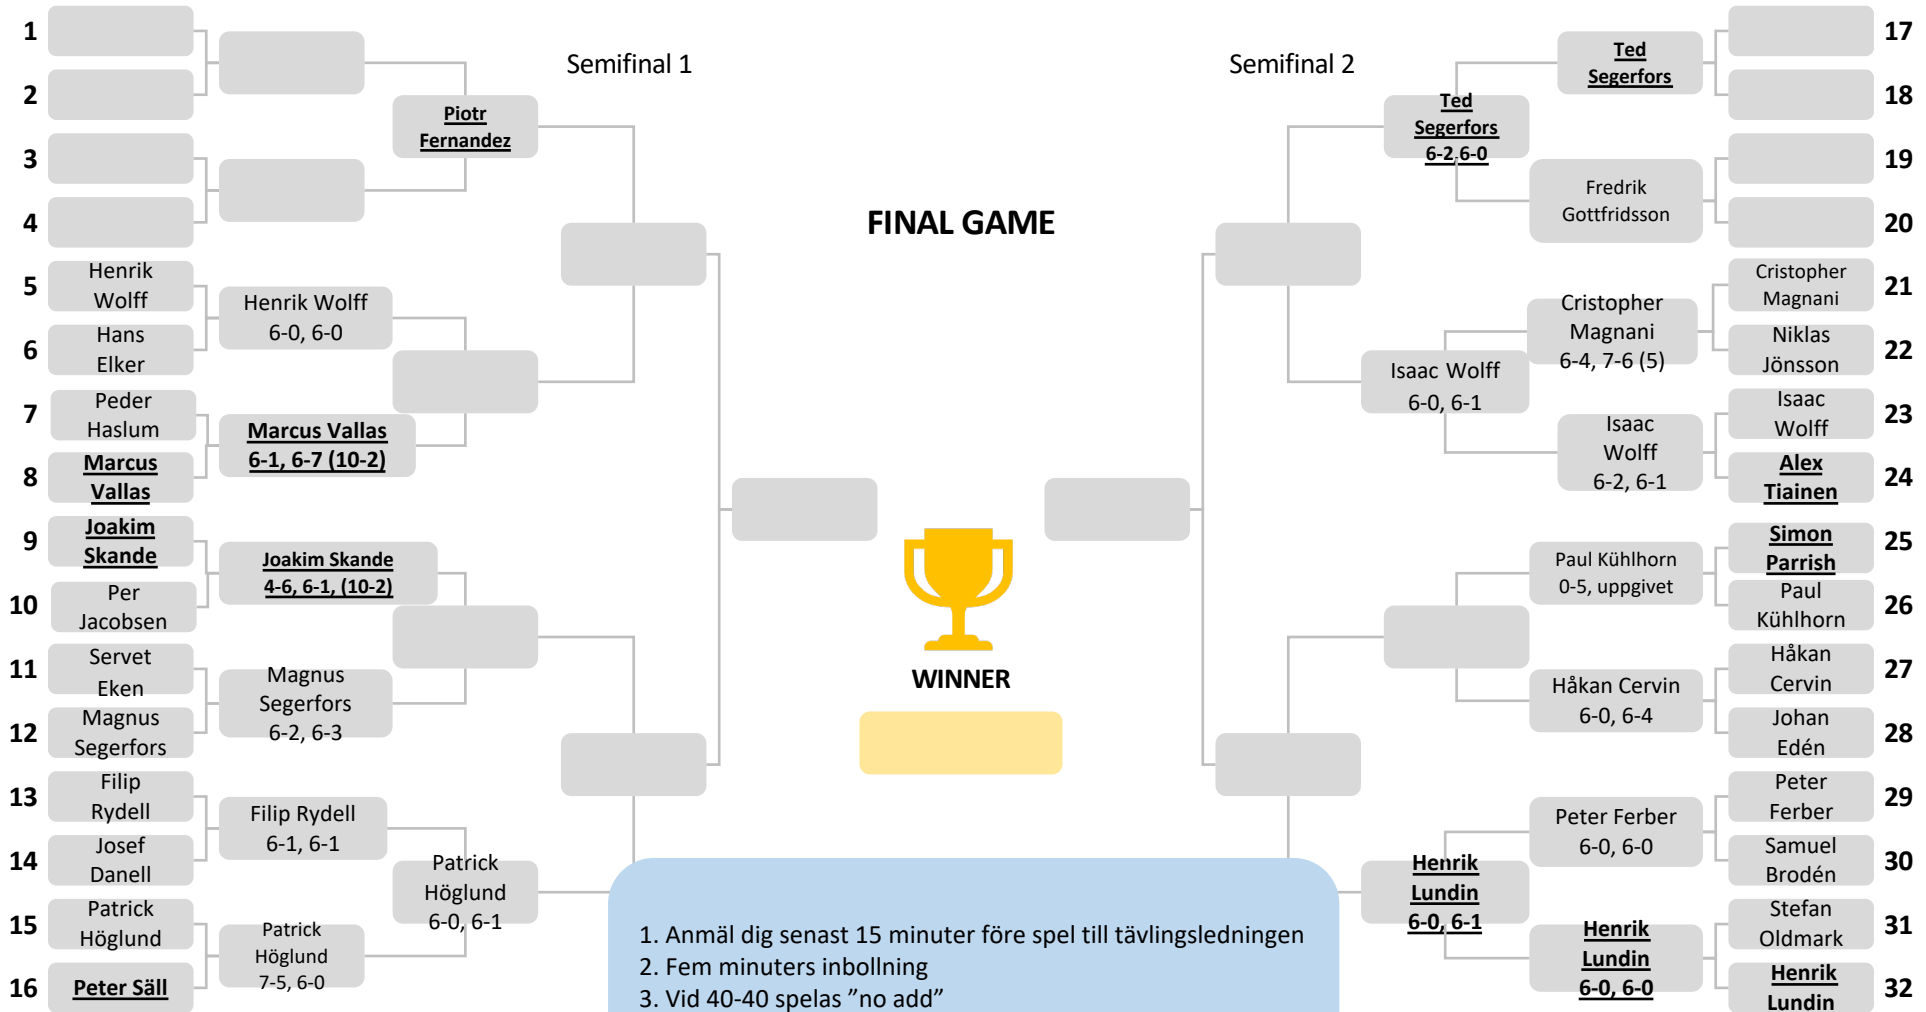 1
2
3
4
5
Henrik
Wolff
6
Hans
Elker
7
Peder
Haslum
8
Marcus
Vallas
9
Joakim
Skande
10
Per
Jacobsen
11
Servet
Eken
12
Magnus
Segerfors
13
Filip
Rydell
14
Josef
Danell
15
Patrick
Höglund
16
Peter Säll
Henrik Wolff
6-0, 6-0
Marcus Vallas
6-1, 6-7 (10-2)
Joakim Skande
4-6, 6-1, (10-2)
Magnus
Segerfors
6-2, 6-3
Filip Rydell
6-1, 6-1
Patrick
Höglund
7-5, 6-0
Piotr
Fernandez
Patrick
Höglund
6-0, 6-1
Semifinal 1
FINAL GAME
WINNER
Semifinal 2
Ted
Segerfors
6-2,6-0
Isaac Wolff
6-0, 6-1
Henrik
Lundin
6-0, 6-1
Ted
Segerfors
Fredrik
Gottfridsson
Cristopher
Magnani
6-4, 7-6 (5)
Isaac
Wolff
6-2, 6-1
Paul Kühlhorn
0-5, uppgivet
Håkan Cervin
6-0, 6-4
Peter Ferber
6-0, 6-0
Henrik
Lundin
6-0, 6-0
17
18
19
20
Cristopher
Magnani
21
Niklas
Jönsson
22
Isaac
Wolff
23
Alex
Tiainen
24
Simon
Parrish
25
Paul
Kühlhorn
26
Håkan
Cervin
27
Johan
Edén
28
Peter
Ferber
29
Samuel
Brodén
30
Stefan
Oldmark
31
Henrik
Lundin
32
1. Anmäl dig senast 15 minuter före spel till tävlingsledningen
2. Fem minuters inbollning
3. Vid 40-40 spelas ”no add”